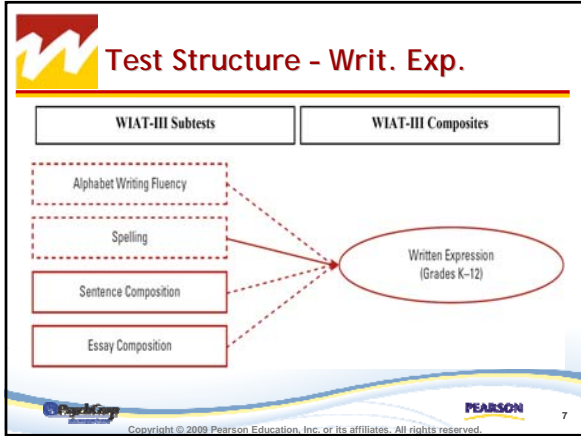 Test Structure - Writ. Exp.
WIAT-III Subtests
WIAT-III Composites
Alphabet Writing Fluency
Spelling
Sentence Composition
Essay Composition
Written Expression
(Grades K–12)
PsychCorp
PEARSON
7
Copyright © 2009 Pearson Education, Inc. or its affiliates. All rights reserved.